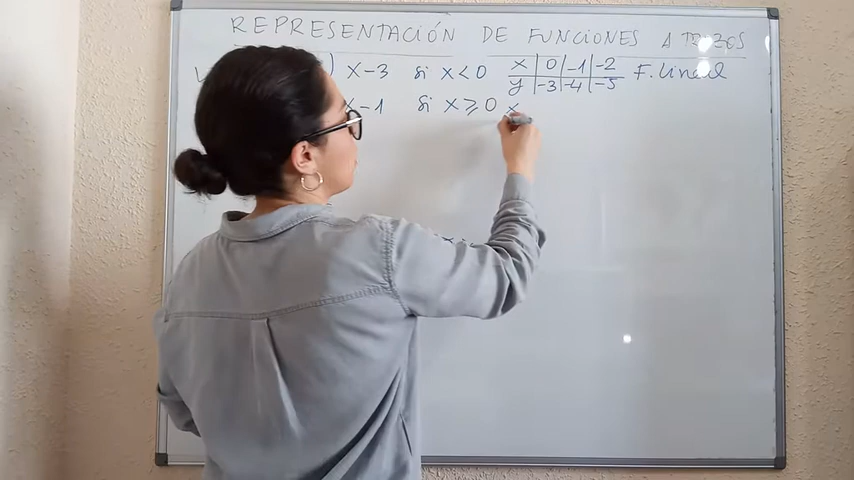 REPRESENTACIÓN DE FUNCIONES A TROZOS
) x-3 si x<0 x | 0 | -1 | -2
y | -3 | -4 | -5 F. lineal
x-1 si x⩾0 x